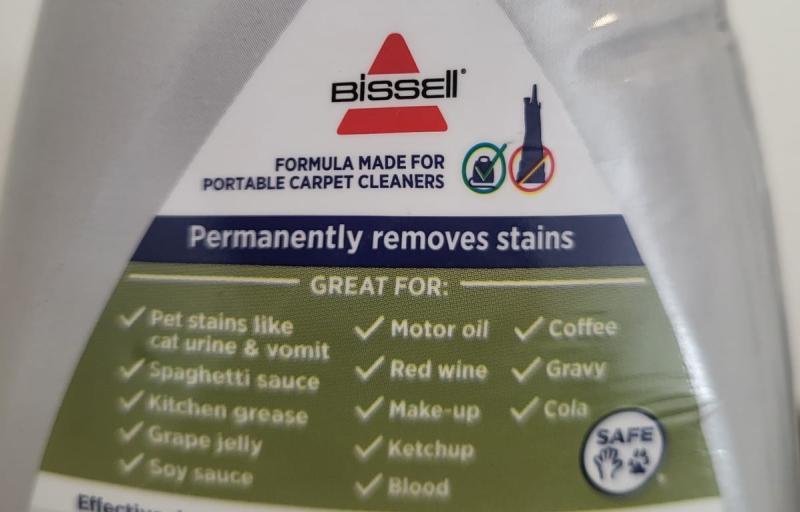 BISSELL®
FORMULA MADE FOR
PORTABLE CARPET CLEANERS
Permanently removes stains
GREAT FOR:
Pet stains like
cat urine & vomit
Spaghetti sauce
Kitchen grease
Grape jelly
Soy sauce
Motor oil
Red wine
Make-up
Ketchup
Blood
Coffee
Gravy
Cola
SAFE